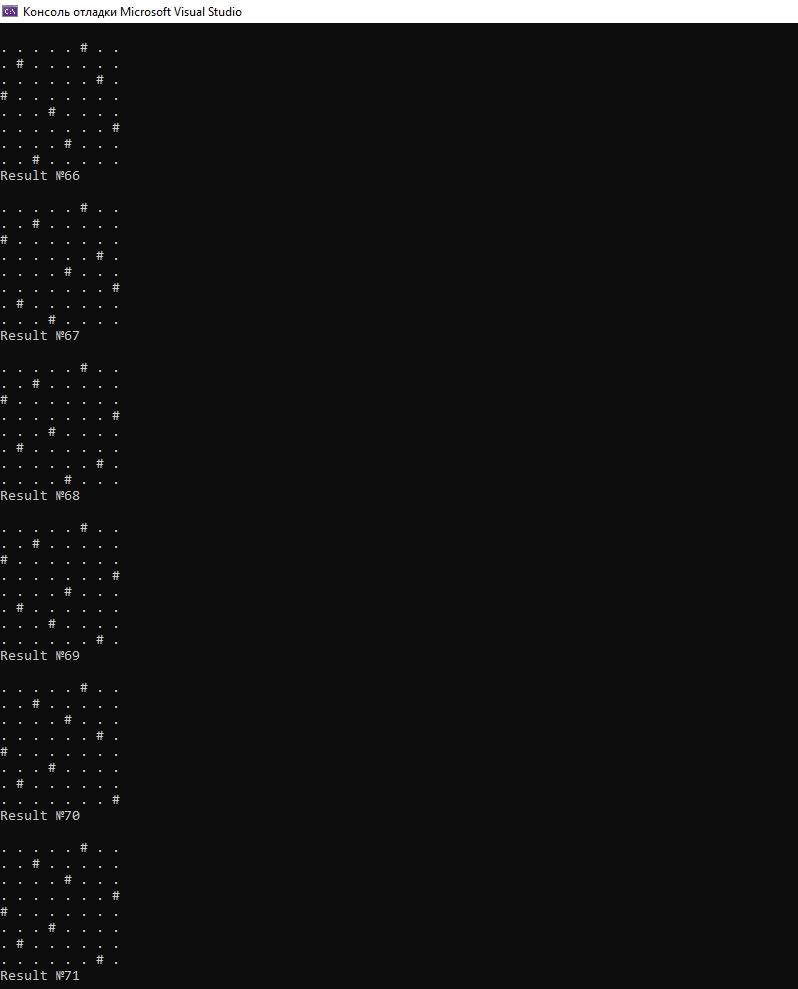 Консоль отладки Microsoft Visual Studio
. . . . . # . .
. # . . . . . .
. . . . . . # .
# . . . . . . .
. . . # . . . .
. . . . . . . #
. . . . # . . .
. . # . . . . .
Result №66
. . . . . # . .
. . # . . . . .
# . . . . . . .
. . . . . . # .
. . . . # . . .
. . . . . . . #
. # . . . . . .
. . . # . . . .
Result №67
. . . . . # . .
. . # . . . . .
# . . . . . . .
. . . . . . . #
. . . # . . . .
. # . . . . . .
. . . . . . # .
. . . . # . . .
Result №68
. . . . . # . .
. . # . . . . .
# . . . . . . .
. . . . . . . #
. . . . # . . .
. # . . . . . .
. . . # . . . .
. . . . . . # .
Result №69
. . . . . # . .
. . # . . . . .
. . . . # . . .
. . . . . . # .
# . . . . . . .
. . . # . . . .
. # . . . . . .
. . . . . . . #
Result №70
. . . . . # . .
. . # . . . . .
. . . . # . . .
. . . . . . . #
# . . . . . . .
. . . # . . . .
. # . . . . . .
. . . . . . # .
Result №71